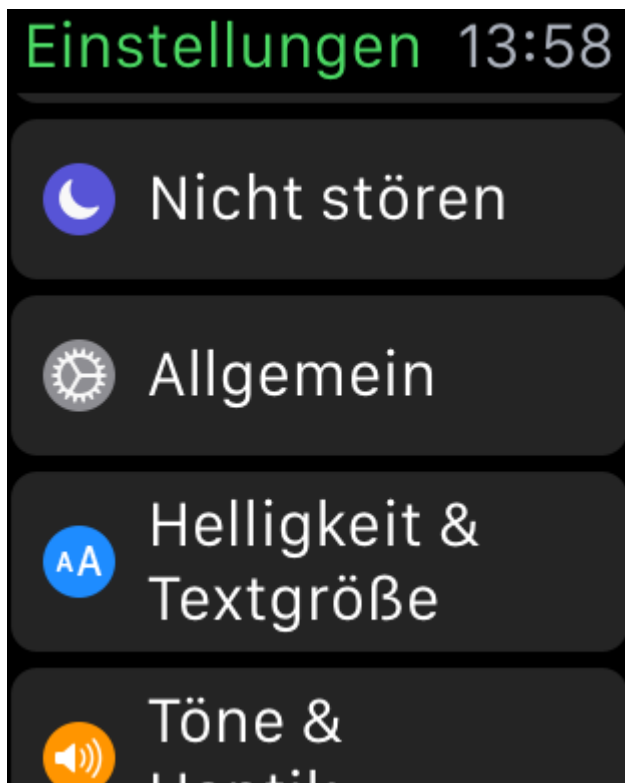 Einstellungen 13:58
Nicht stören
Allgemein
AA
Helligkeit &
Textgröße
Töne &